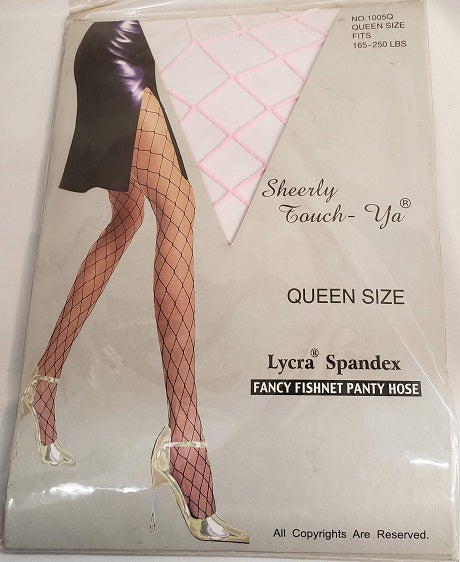 NO:1005Q
QUEEN SIZE
FITS
165-250 LBS
Sheerly
Touch-Ya®
QUEEN SIZE
Lycra® Spandex
FANCY FISHNET PANTY HOSE
All Copyrights Are Reserved.